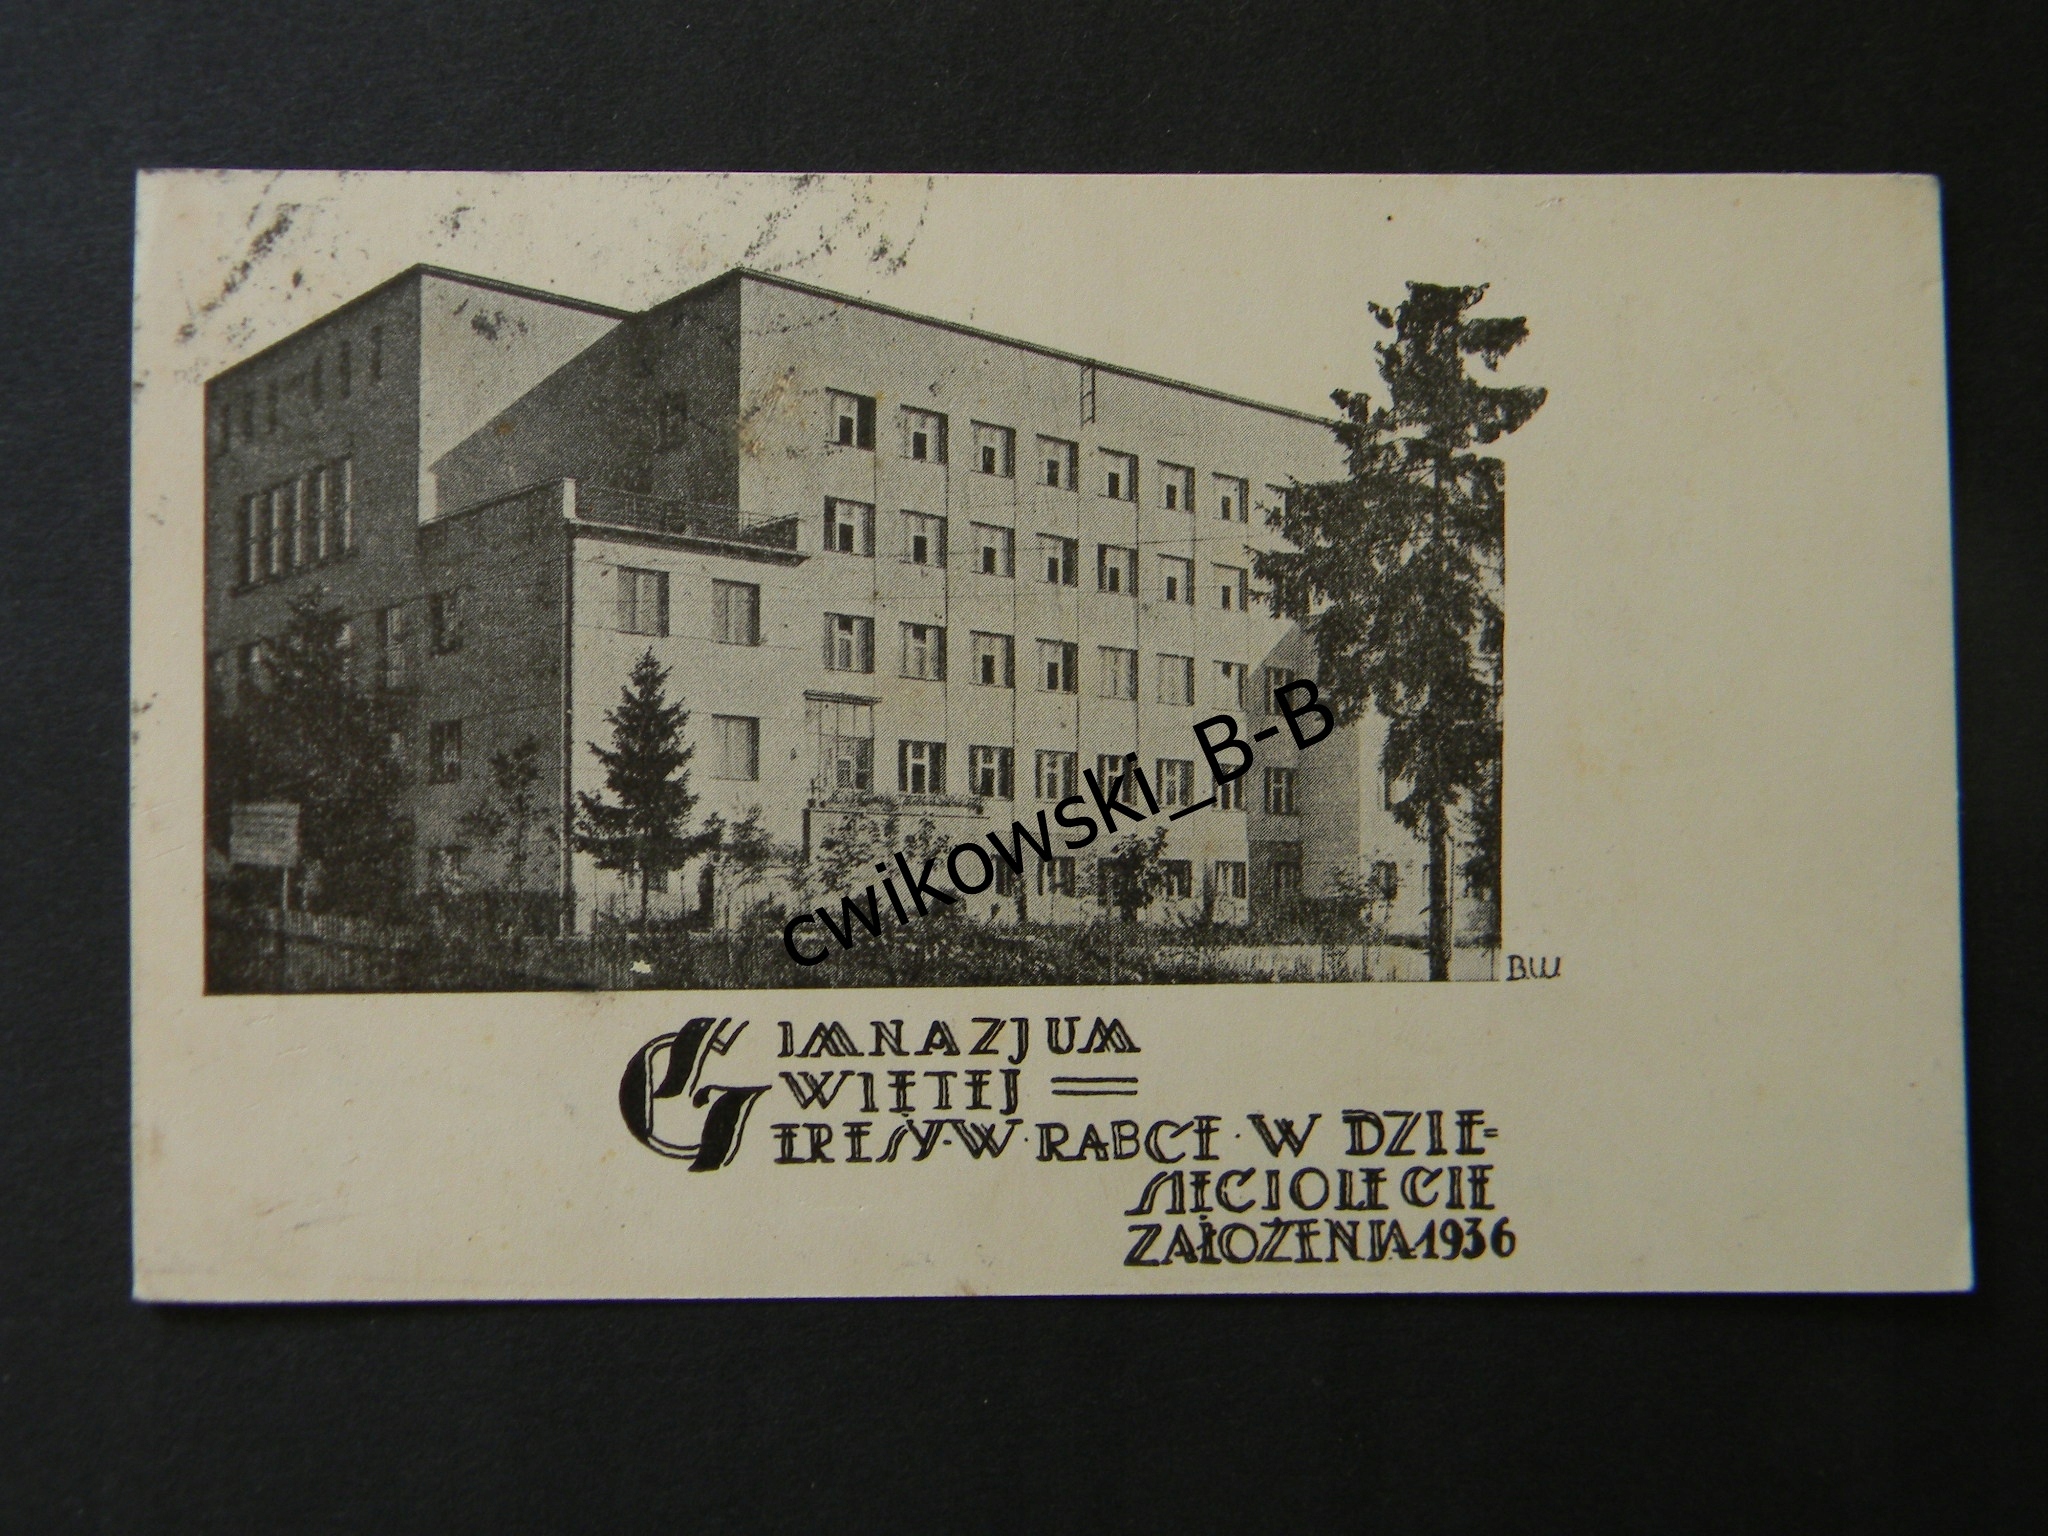 cwikowski_B-B
B.W.
GIMNAZJUM
ŚWIĘTEJ =
TERESY·W·RABCE·W DZIE=
SIĘCIOLECIE
ZAŁOŻENIA 1936